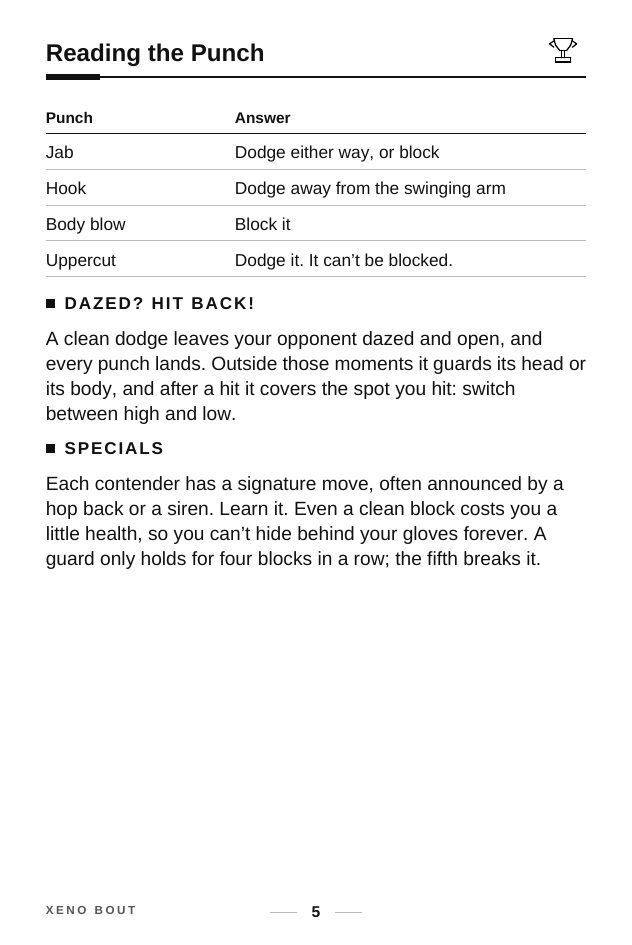 Reading the Punch
Punch Answer
Jab Dodge either way, or block
Hook Dodge away from the swinging arm
Body blow Block it
Uppercut Dodge it. It can’t be blocked.
DAZED? HIT BACK!
A clean dodge leaves your opponent dazed and open, and
every punch lands. Outside those moments it guards its head or
its body, and after a hit it covers the spot you hit: switch
between high and low.
SPECIALS
Each contender has a signature move, often announced by a
hop back or a siren. Learn it. Even a clean block costs you a
little health, so you can’t hide behind your gloves forever. A
guard only holds for four blocks in a row; the fifth breaks it.
XENO BOUT 5